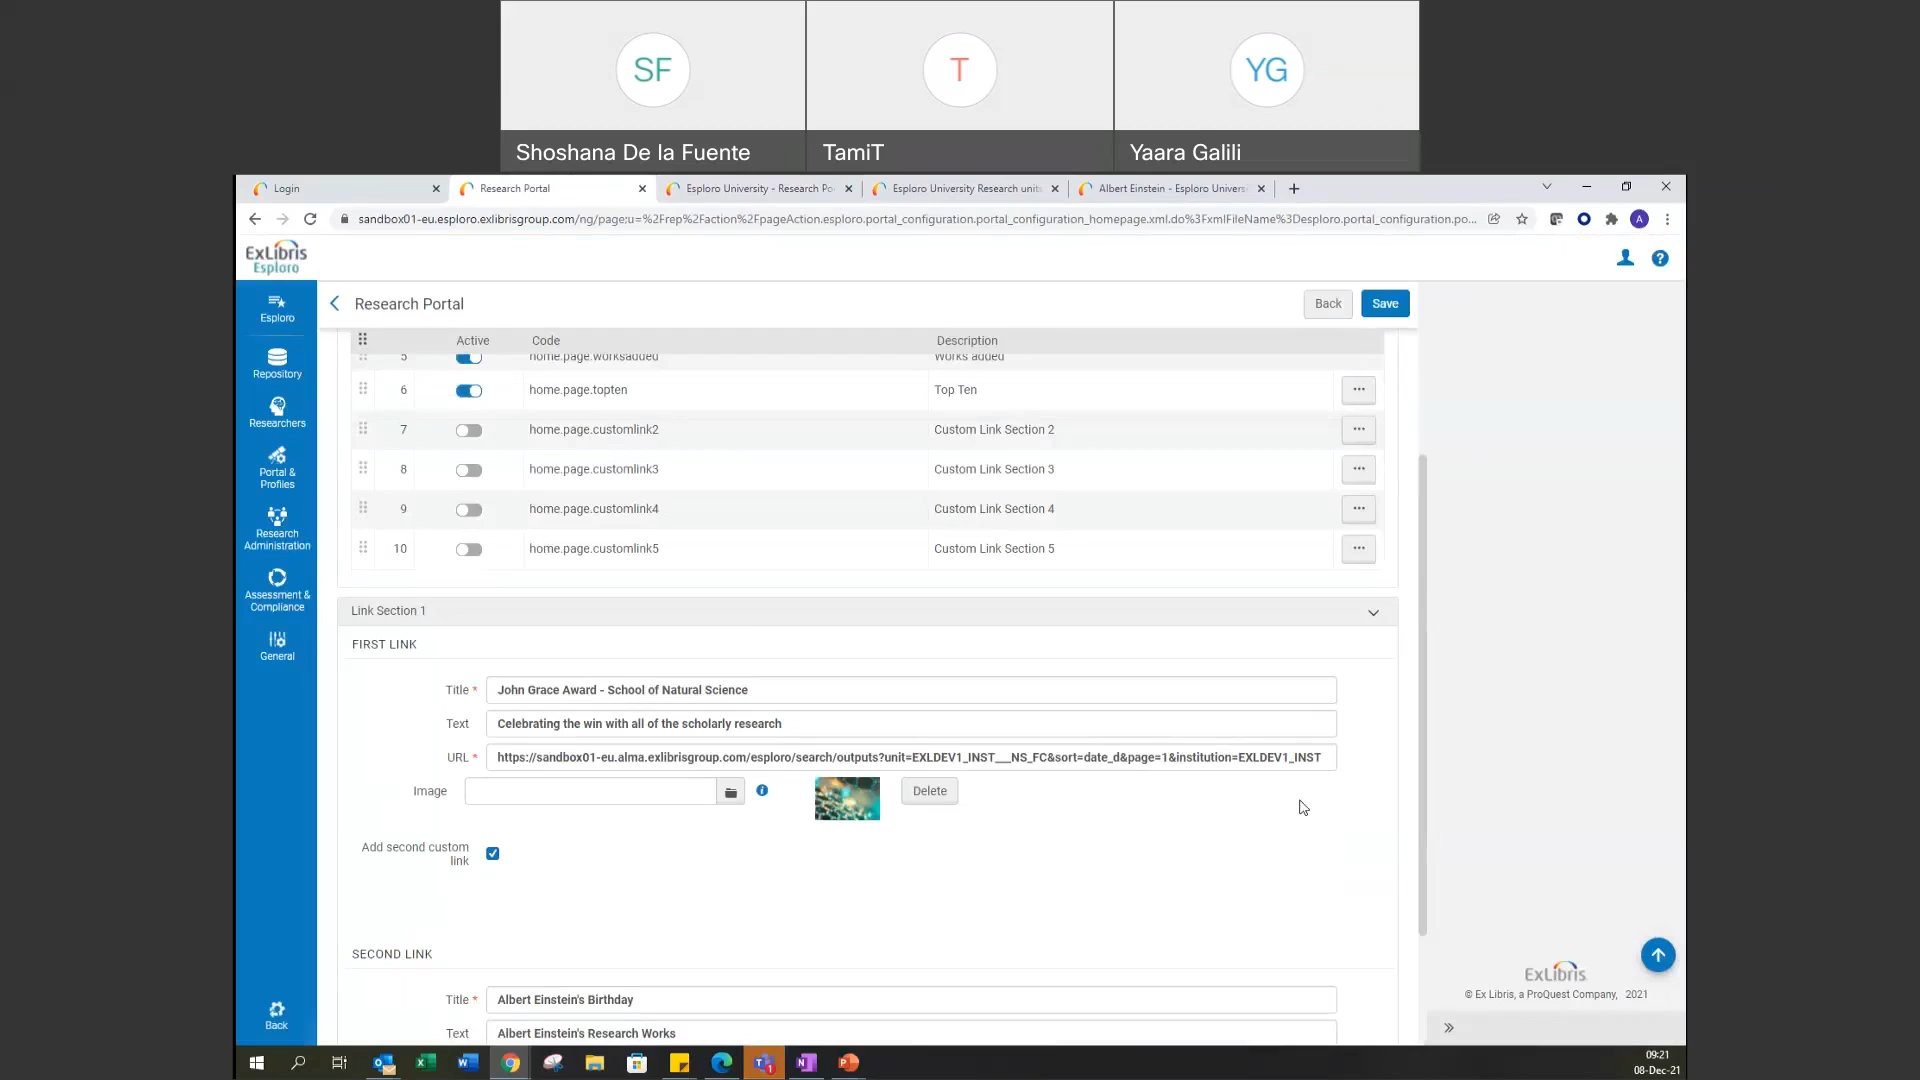 SF
T
YG
Shoshana De la Fuente
TamiT
Yaara Galili
Login
Research Portal
Esploro University - Research Po
Esploro University Research units
Albert Einstein - Esploro Univers
sandbox01-eu.esploro.exlibrisgroup.com/ng/page;u=%2Frep%2Faction%2FpageAction.esploro.portal_configuration.portal_configuration_homepage.xml.do%3FxmlFileName%3Desploro.portal_configuration.po...
A
ExLibris
Esploro
Esploro
Repository
Researchers
Portal &
Profiles
Research
Administration
Assessment &
Compliance
General
Back
Research Portal
Back
Save
Active Code Description
5 home.page.worksadded Works added
6 home.page.topten Top Ten
7 home.page.customlink2 Custom Link Section 2
8 home.page.customlink3 Custom Link Section 3
9 home.page.customlink4 Custom Link Section 4
10 home.page.customlink5 Custom Link Section 5
Link Section 1
FIRST LINK
Title * John Grace Award - School of Natural Science
Text Celebrating the win with all of the scholarly research
URL * https://sandbox01-eu.alma.exlibrisgroup.com/esploro/search/outputs?unit=EXLDEV1_INST___NS_FC&sort=date_d&page=1&institution=EXLDEV1_INST
Image
Delete
Add second custom
link
SECOND LINK
Title * Albert Einstein's Birthday
Text Albert Einstein's Research Works
ExLibris
© Ex Libris, a ProQuest Company, 2021
09:21
08-Dec-21